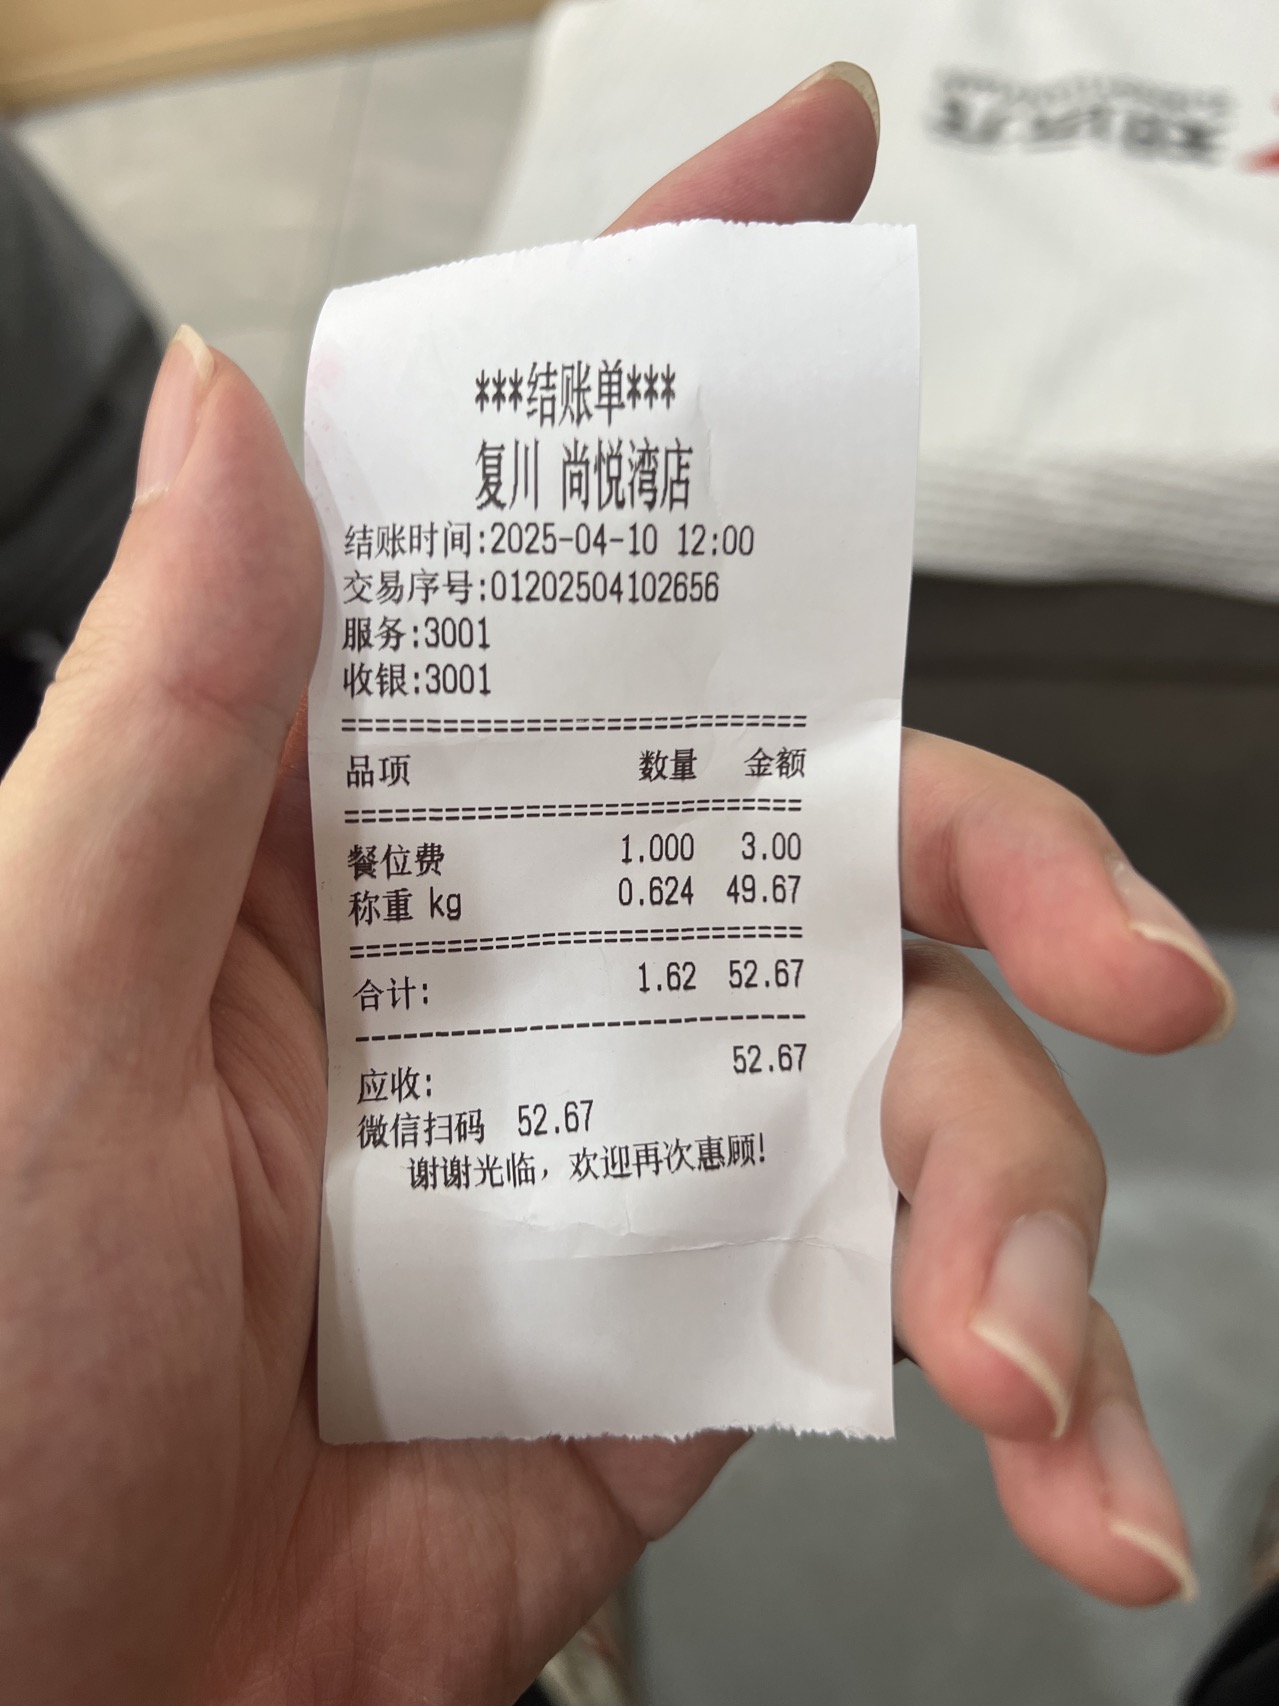 ***结账单***
复川 尚悦湾店
结账时间:2025-04-10 12:00
交易序号:01202504102656
服务:3001
收银:3001
============================
品项 数量 金额
============================
餐位费 1.000 3.00
称重 kg 0.624 49.67
============================
合计: 1.62 52.67
----------------------------
应收: 52.67
微信扫码 52.67
谢谢光临，欢迎再次惠顾!